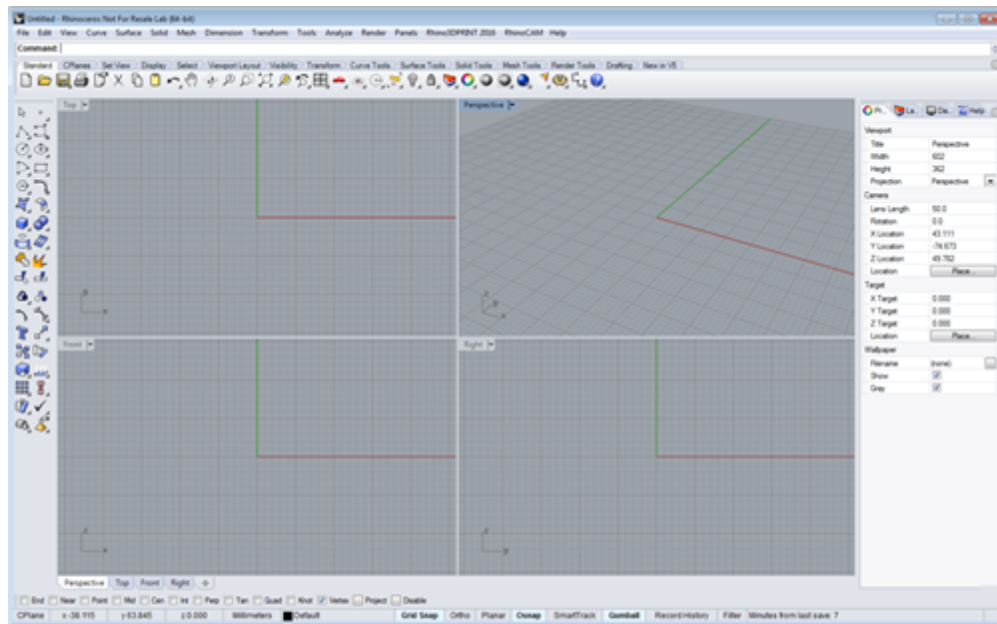 Untitled - Rhinoceros Not For Resale Lab (64-bit)
File Edit View Curve Surface Solid Mesh Dimension Transform Tools Analyze Render Panels Rhino3DPRINT 2016 RhinoCAM Help
Command:
Standard CPlanes Set View Display Select Viewport Layout Visibility Transform Curve Tools Surface Tools Solid Tools Mesh Tools Render Tools Drafting New in V5
Top
Perspective
Pr.. La.. Dis.. Help
Viewport
Title Perspective
Width 602
Height 362
Projection Perspective
Camera
Lens Length 50.0
Rotation 0.0
X Location 43.111
Y Location -74.673
Z Location 49.782
Location Place...
Target
X Target 0.000
Y Target 0.000
Z Target 0.000
Location Place...
Wallpaper
Filename (none) ...
Show
Gray
y
x
z
y
x
Front
Right
z
x
z
y
Perspective Top Front Right
End Near Point Mid Cen Int Perp Tan Quad Knot Vertex Project Disable
CPlane x -38.115 y 63.845 z 0.000 Millimeters Default Grid Snap Ortho Planar Osnap SmartTrack Gumball Record History Filter Minutes from last save: 7